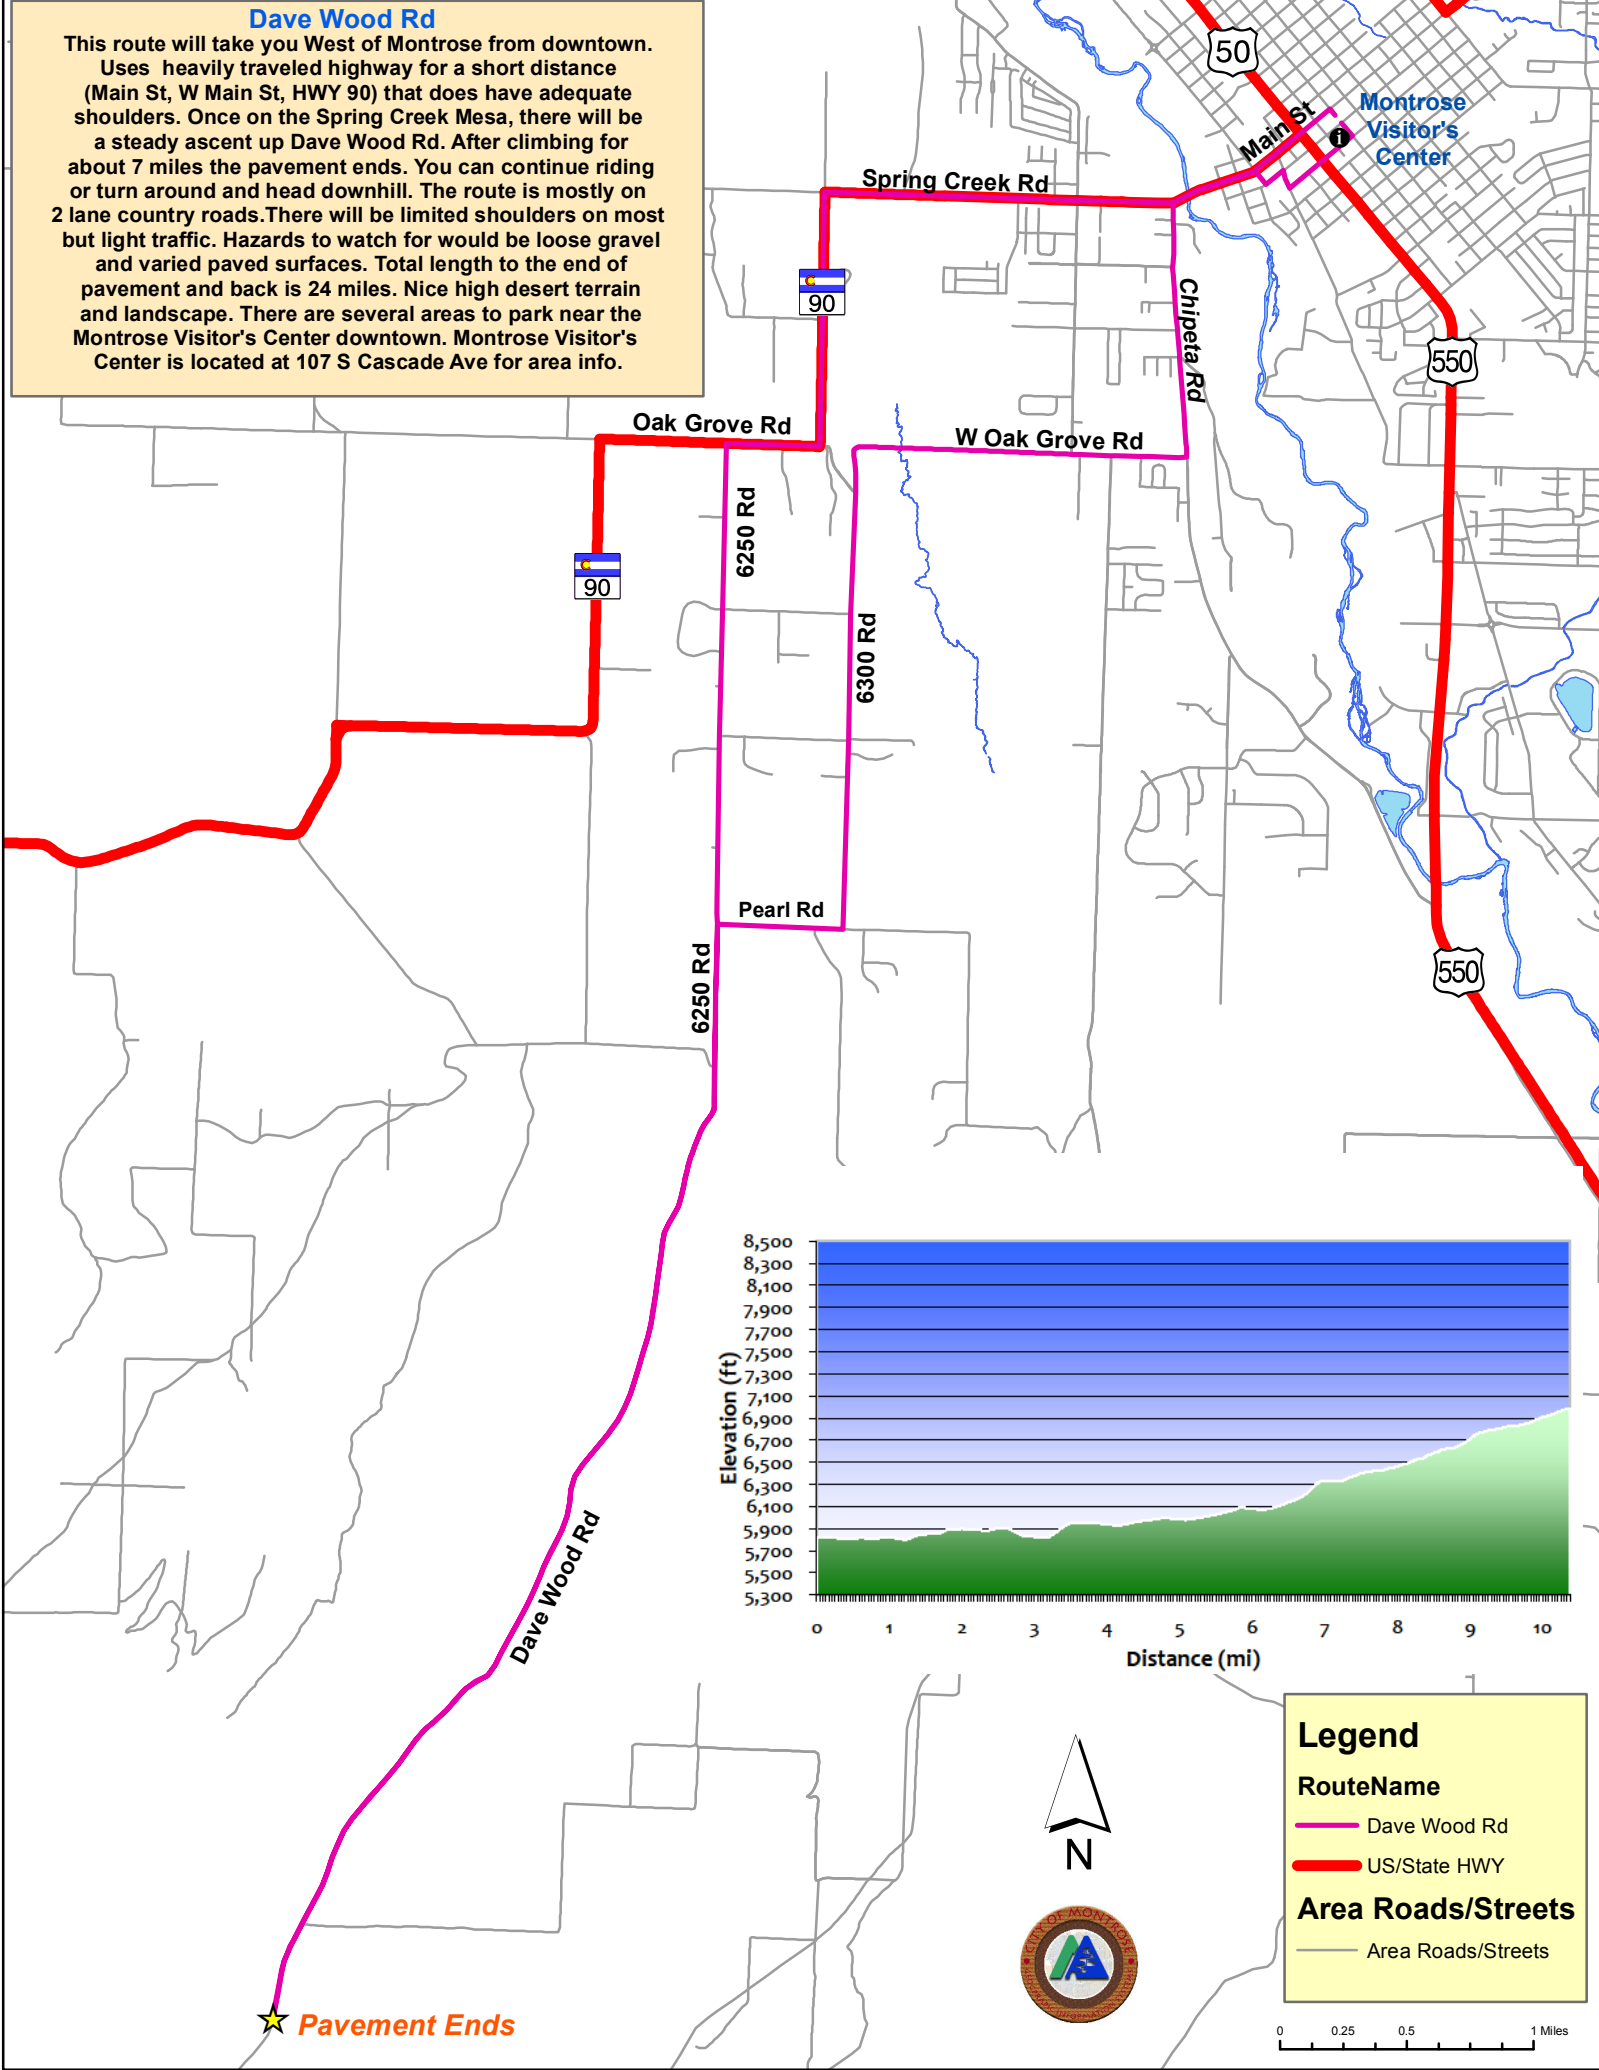 Dave Wood Rd
This route will take you West of Montrose from downtown.
Uses heavily traveled highway for a short distance
(Main St, W Main St, HWY 90) that does have adequate
shoulders. Once on the Spring Creek Mesa, there will be
a steady ascent up Dave Wood Rd. After climbing for
about 7 miles the pavement ends. You can continue riding
or turn around and head downhill. The route is mostly on
2 lane country roads.There will be limited shoulders on most
but light traffic. Hazards to watch for would be loose gravel
and varied paved surfaces. Total length to the end of
pavement and back is 24 miles. Nice high desert terrain
and landscape. There are several areas to park near the
Montrose Visitor's Center downtown. Montrose Visitor's
Center is located at 107 S Cascade Ave for area info.
50
Montrose
Visitor's
Center
i
Main St
Spring Creek Rd
90
Chipeta Rd
550
Oak Grove Rd
W Oak Grove Rd
6250 Rd
90
6300 Rd
Pearl Rd
6250 Rd
550
8,500
8,300
8,100
7,900
7,700
7,500
7,300
7,100
6,900
6,700
6,500
6,300
6,100
5,900
5,700
5,500
5,300
Elevation (ft)
0 1 2 3 4 5 6 7 8 9 10
Distance (mi)
Dave Wood Rd
Legend
RouteName
Dave Wood Rd
US/State HWY
Area Roads/Streets
Area Roads/Streets
N
CITY OF MONTROSE
Pavement Ends
0 0.25 0.5 1 Miles